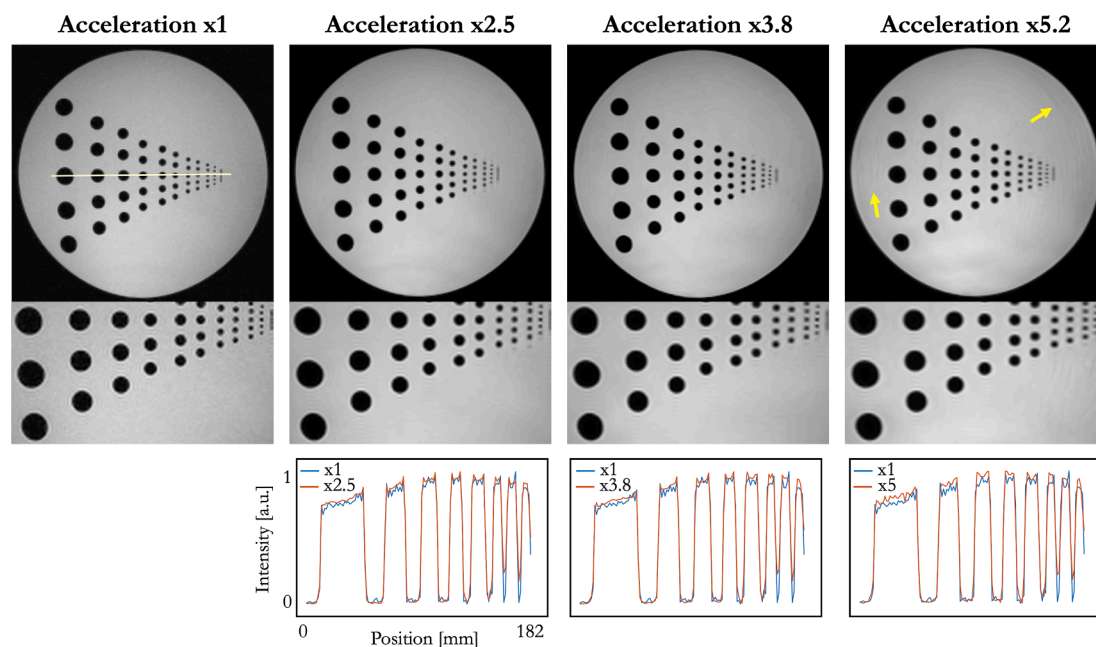 Acceleration x1
Acceleration x2.5
Acceleration x3.8
Acceleration x5.2
Intensity [a.u.]
1
0
x1
x2.5
x1
x3.8
x1
x5
0
Position [mm]
182